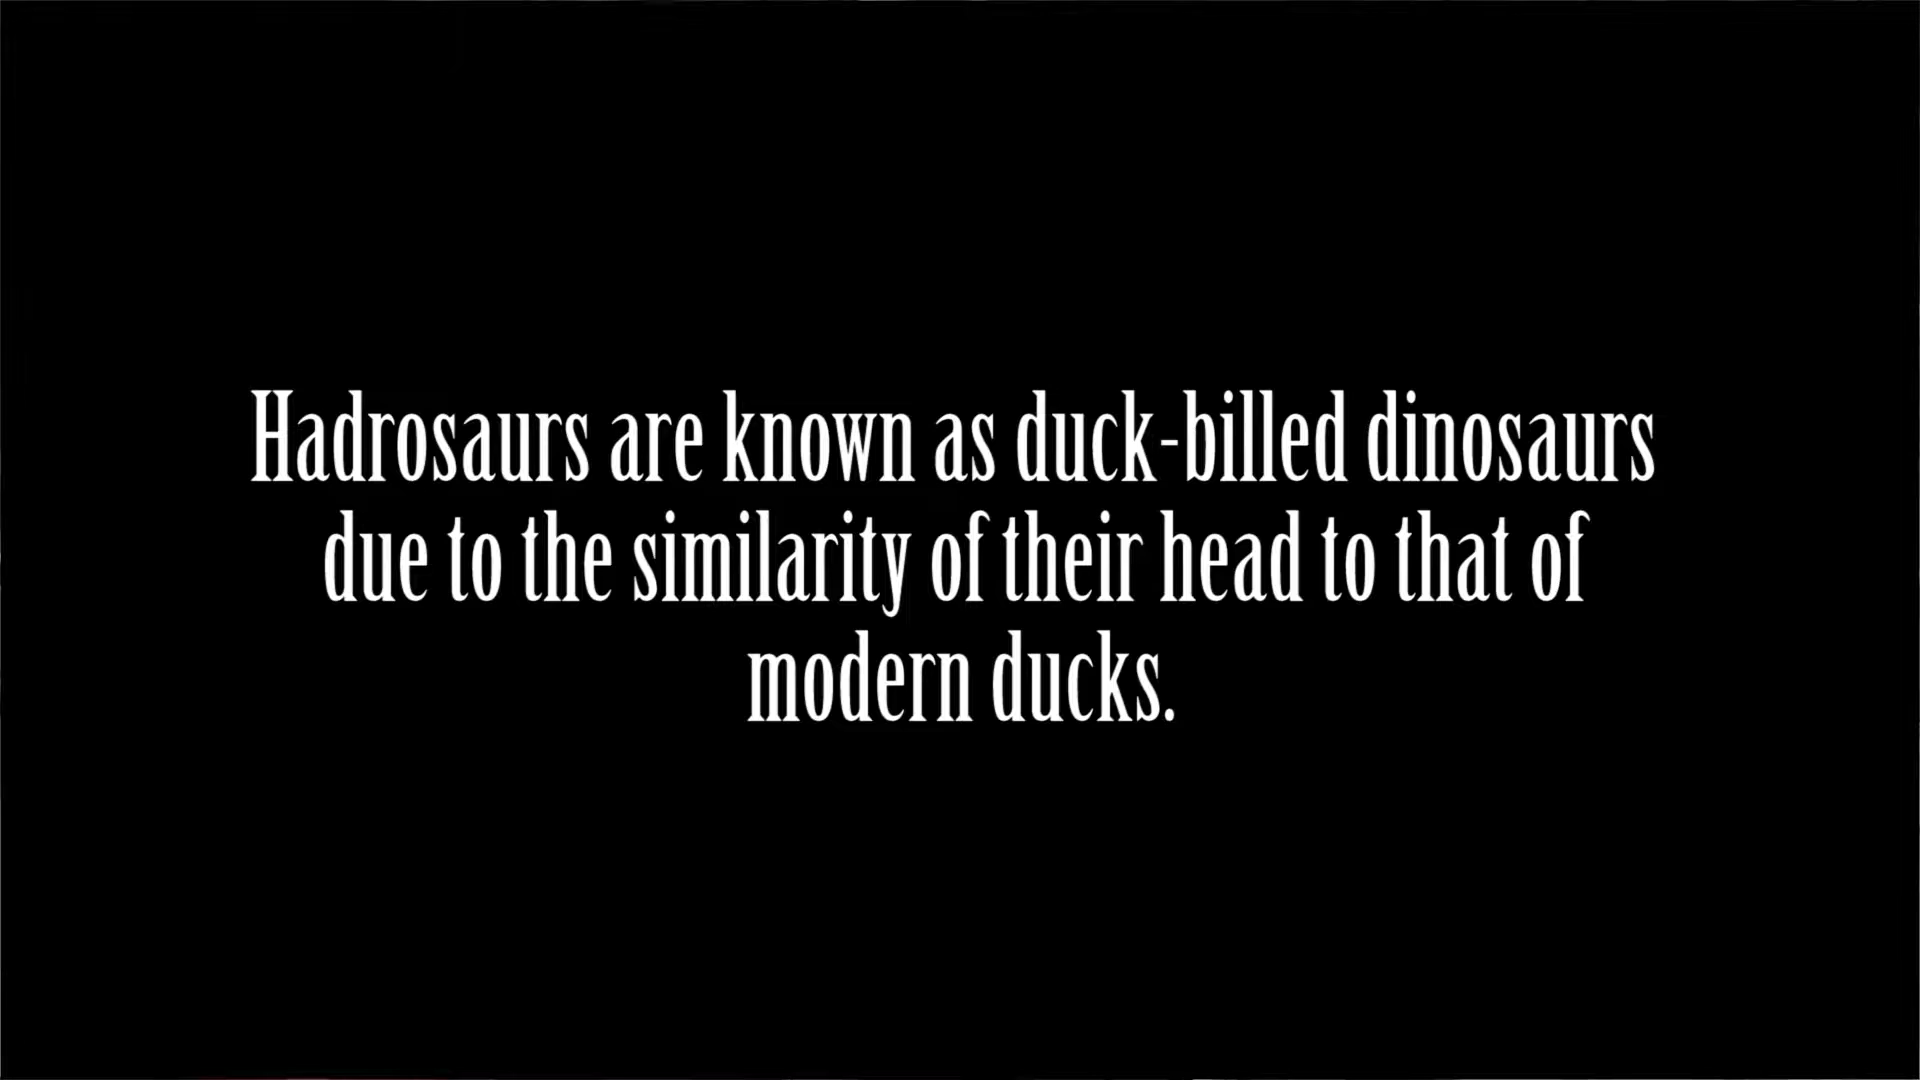 Hadrosaurs are known as duck-billed dinosaurs
due to the similarity of their head to that of
modern ducks.